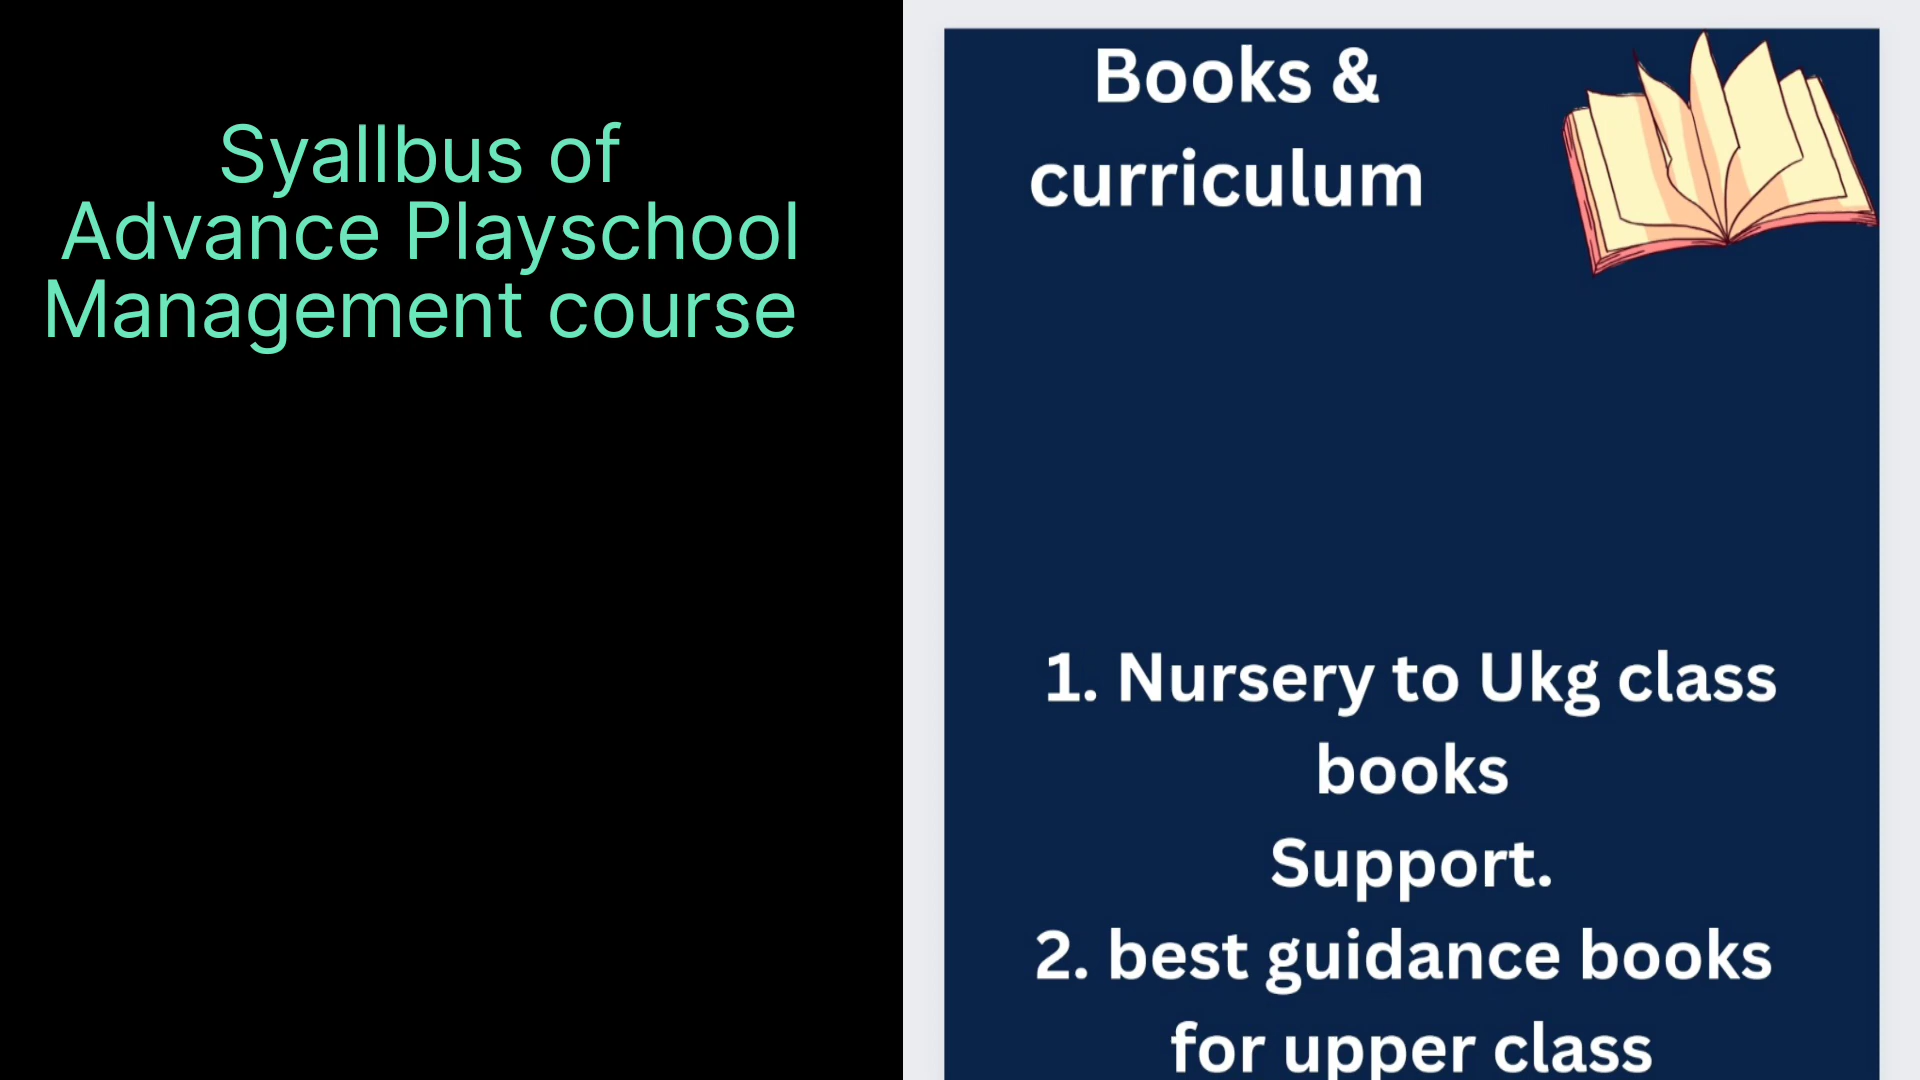 Syallbus of
Advance Playschool
Management course
Books &
curriculum
1. Nursery to Ukg class
books
Support.
2. best guidance books
for upper class